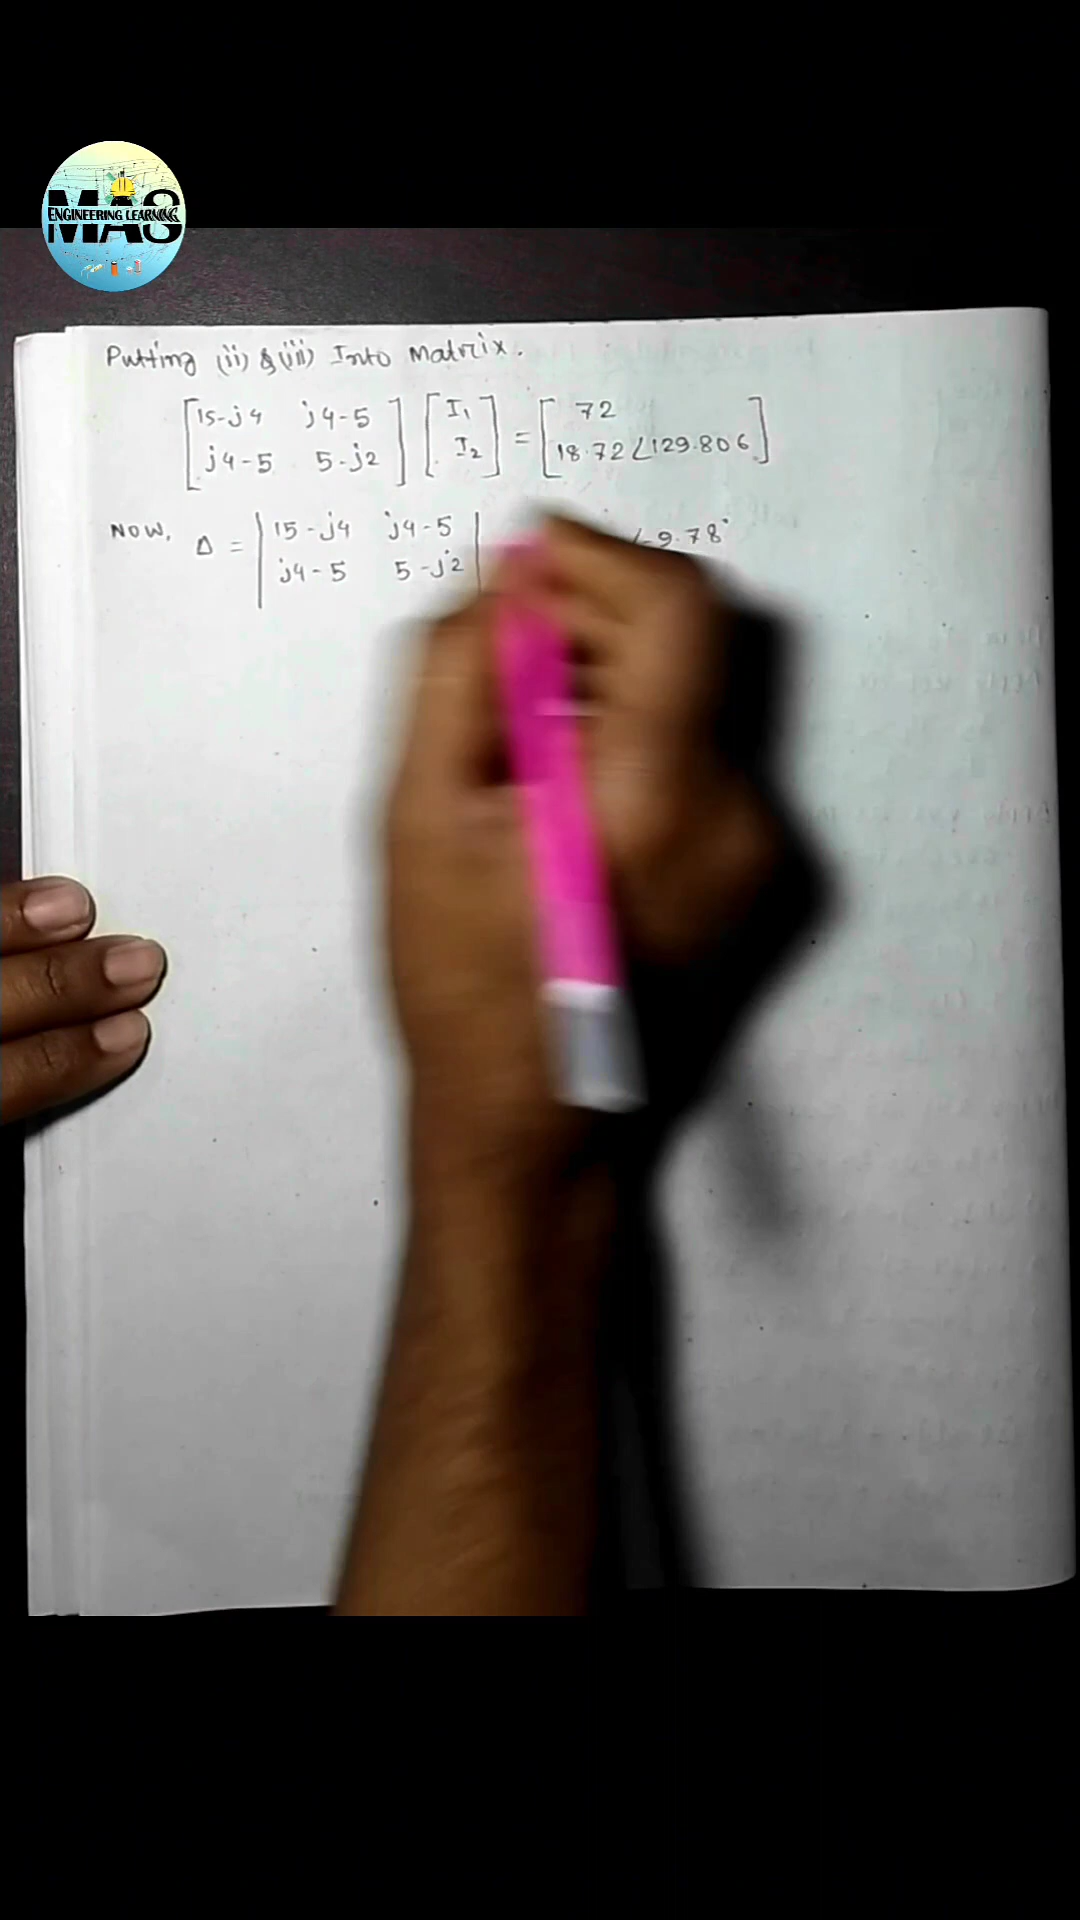 MAS
ENGINEERING LEARNING
Putting (ii) & (iii) Into Matrix.
[15-j4 j4-5] [I₁] = [72]
[j4-5 5-j2] [I₂] [18.72∠129.806]
NOW, Δ = |15-j4 j4-5| ∠-9.78°
|j4-5 5-j2|